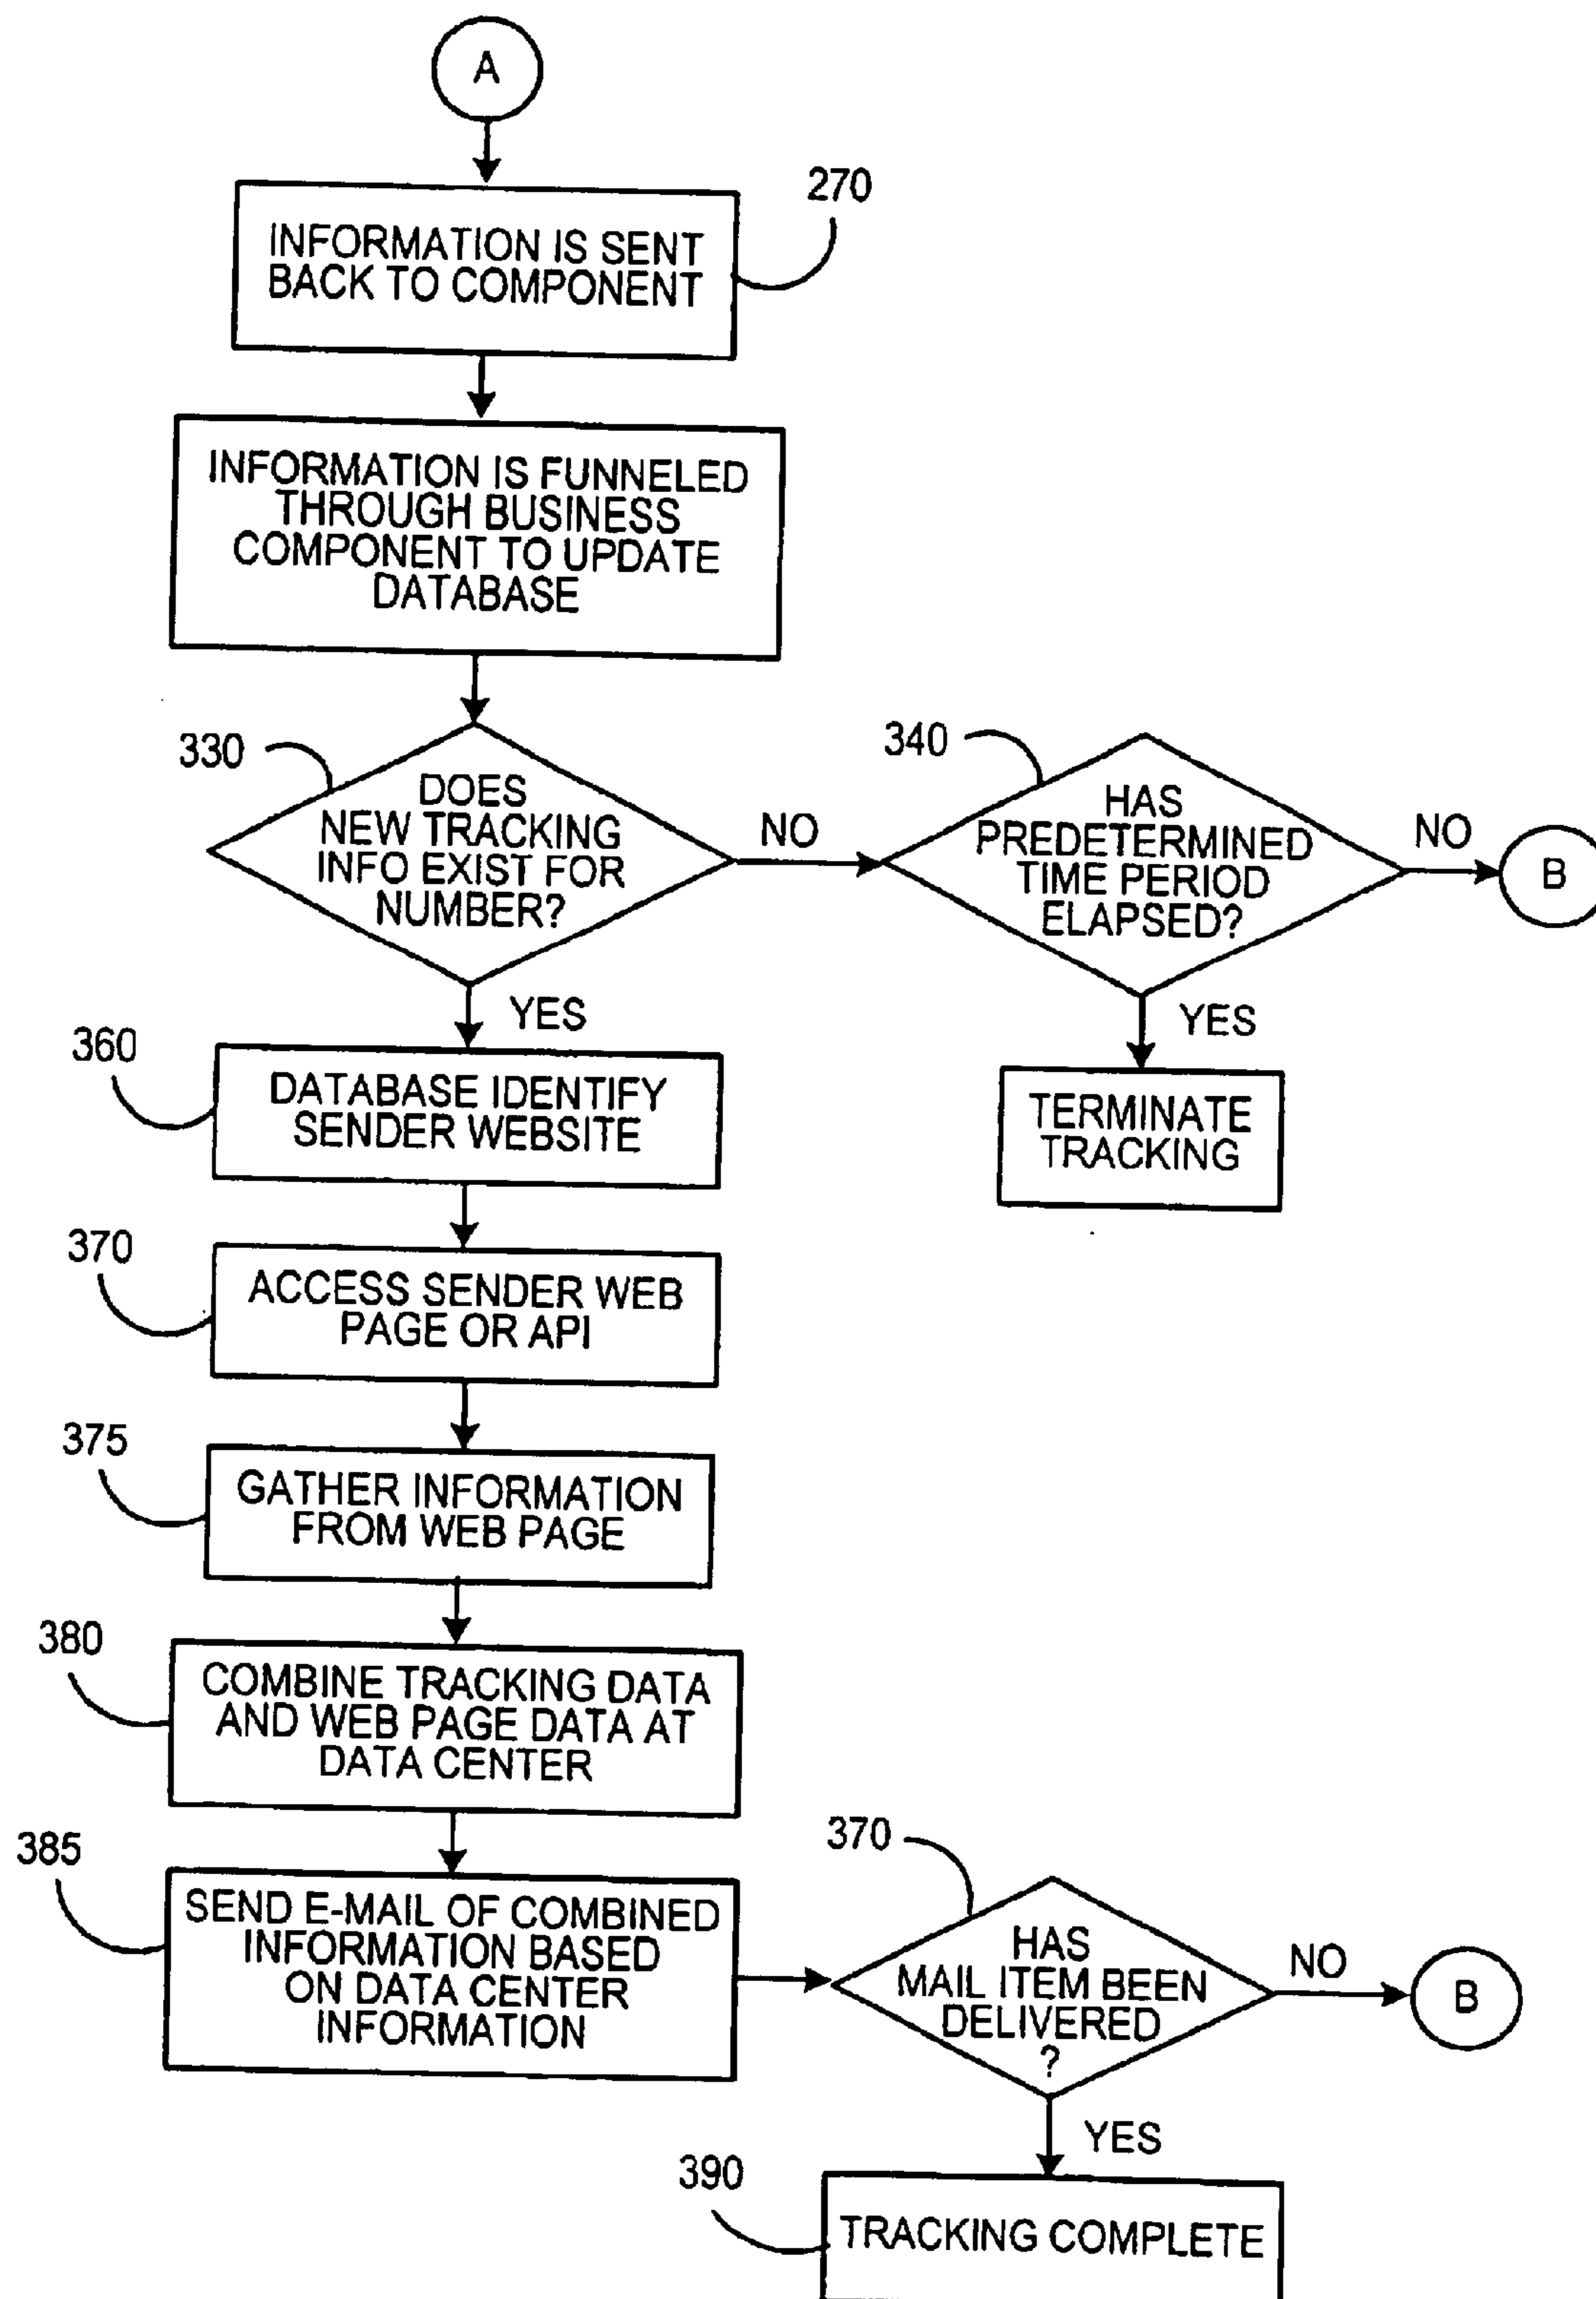 A
270
INFORMATION IS SENT
BACK TO COMPONENT
INFORMATION IS FUNNELED
THROUGH BUSINESS
COMPONENT TO UPDATE
DATABASE
330
DOES
NEW TRACKING
INFO EXIST FOR
NUMBER?
NO
340
HAS
PREDETERMINED
TIME PERIOD
ELAPSED?
NO
B
YES
YES
TERMINATE
TRACKING
360
DATABASE IDENTIFY
SENDER WEBSITE
370
ACCESS SENDER WEB
PAGE OR API
375
GATHER INFORMATION
FROM WEB PAGE
380
COMBINE TRACKING DATA
AND WEB PAGE DATA AT
DATA CENTER
385
SEND E-MAIL OF COMBINED
INFORMATION BASED
ON DATA CENTER
INFORMATION
370
HAS
MAIL ITEM BEEN
DELIVERED
?
NO
B
YES
390
TRACKING COMPLETE